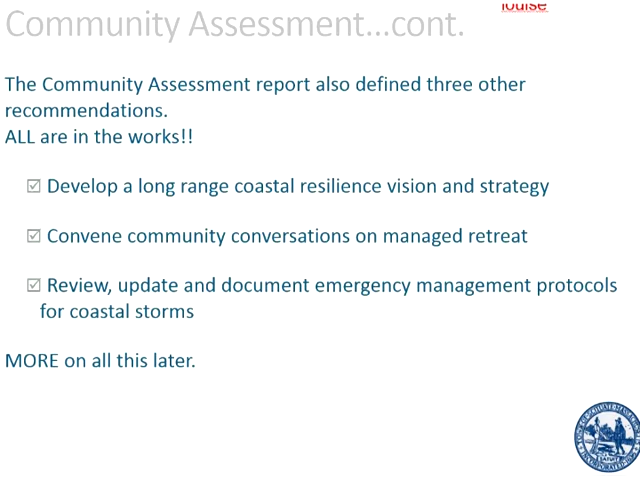 louise
Community Assessment...cont.
The Community Assessment report also defined three other
recommendations.
ALL are in the works!!
Develop a long range coastal resilience vision and strategy
Convene community conversations on managed retreat
Review, update and document emergency management protocols
for coastal storms
MORE on all this later.